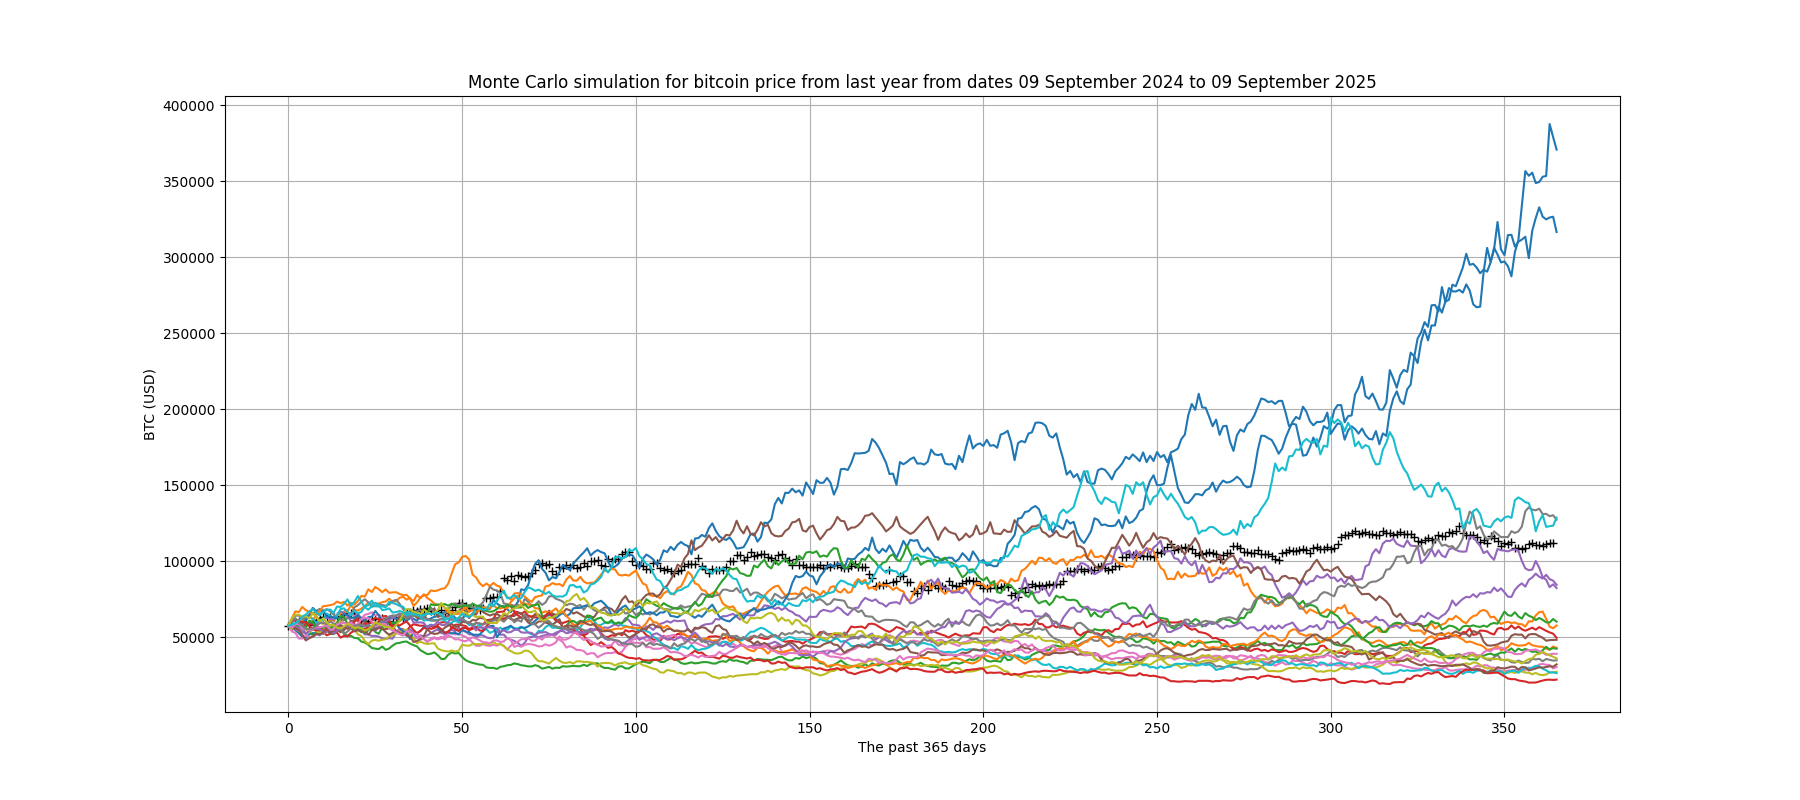 Monte Carlo simulation for bitcoin price from last year from dates 09 September 2024 to 09 September 2025
400000
350000
300000
250000
200000
150000
100000
50000
BTC (USD)
0 50 100 150 200 250 300 350
The past 365 days